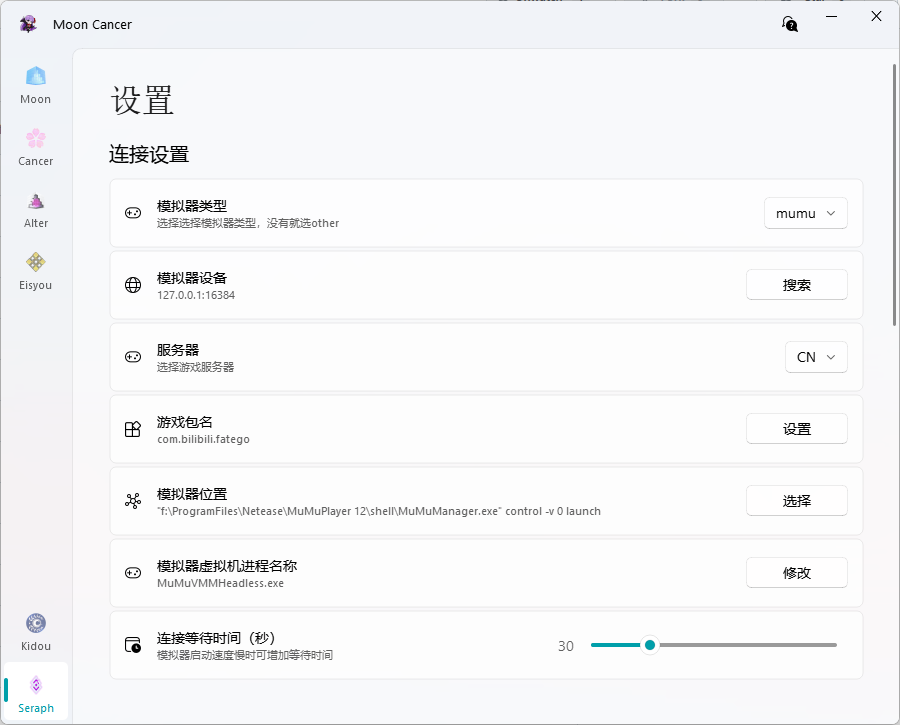 Moon Cancer
Moon
Cancer
Alter
Eisyou
Kidou
Seraph
设置
连接设置
模拟器类型
选择选择模拟器类型，没有就选other
mumu
模拟器设备
127.0.0.1:16384
搜索
服务器
选择游戏服务器
CN
游戏包名
com.bilibili.fatego
设置
模拟器位置
"f:\ProgramFiles\Netease\MuMuPlayer 12\shell\MuMuManager.exe" control -v 0 launch
选择
模拟器虚拟机进程名称
MuMuVMMHeadless.exe
修改
连接等待时间（秒）
模拟器启动速度慢时可增加等待时间
30